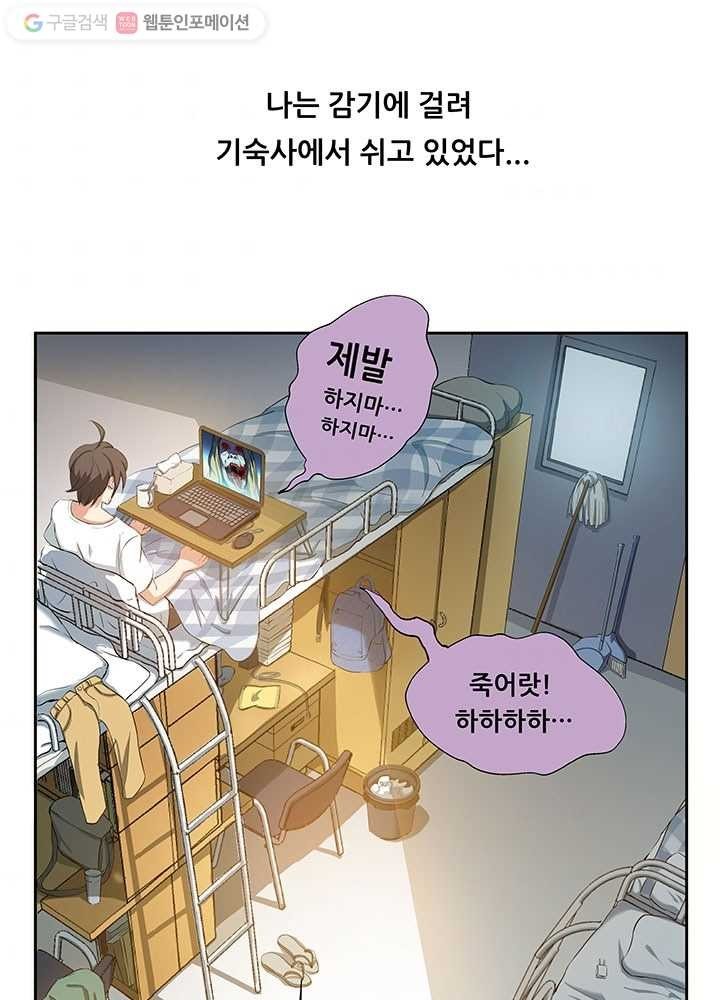 구글검색 WEB TOON 웹툰인포메이션
나는 감기에 걸려
기숙사에서 쉬고 있었다...
제발
하지마...
하지마...
죽어랏!
하하하하...